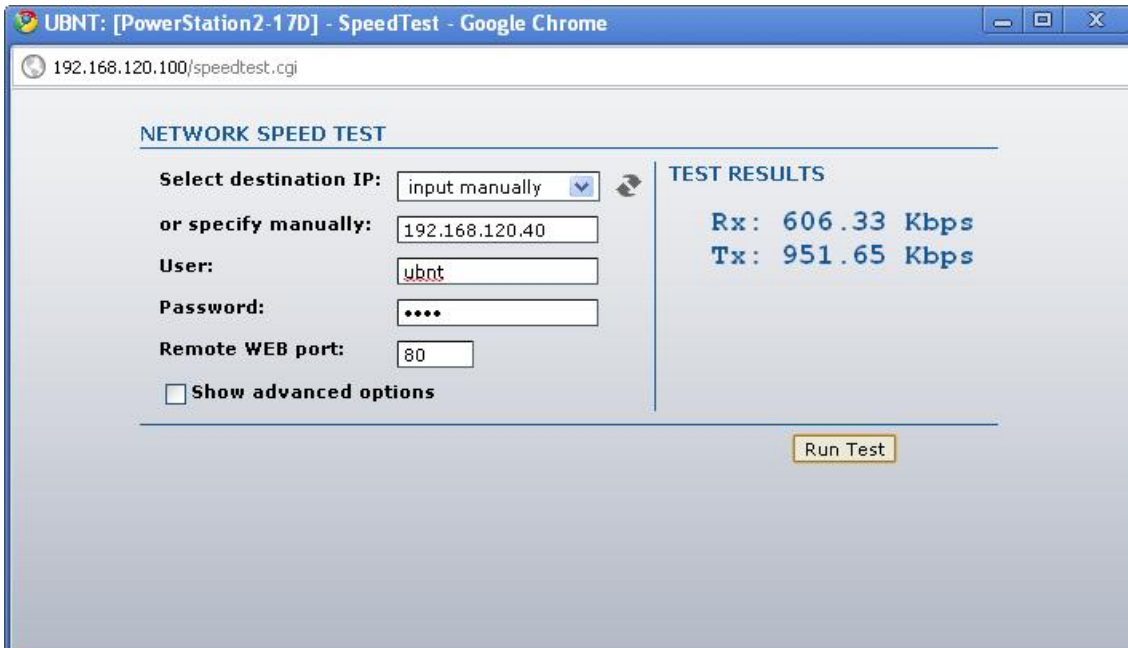 UBNT: [PowerStation2-17D] - SpeedTest - Google Chrome
192.168.120.100/speedtest.cgi
NETWORK SPEED TEST
Select destination IP: input manually
or specify manually: 192.168.120.40
User: ubnt
Password: ••••
Remote WEB port: 80
Show advanced options
TEST RESULTS
Rx: 606.33 Kbps
Tx: 951.65 Kbps
Run Test